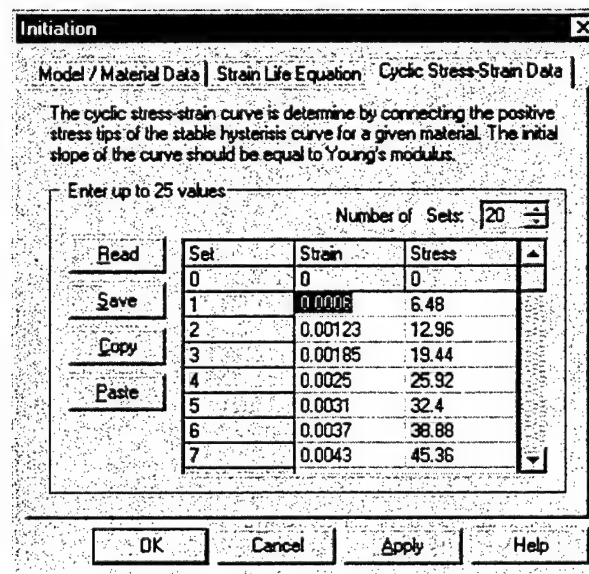 Initiation
Model / Material Data Strain Life Equation Cyclic Stress-Strain Data
The cyclic stress-strain curve is determine by connecting the positive
stress tips of the stable hysterisis curve for a given material. The initial
slope of the curve should be equal to Young's modulus.
Enter up to 25 values
Number of Sets: 20
Read
Save
Copy
Paste
Set Strain Stress
0 0 0
1 0.0006 6.48
2 0.00123 12.96
3 0.00185 19.44
4 0.0025 25.92
5 0.0031 32.4
6 0.0037 38.88
7 0.0043 45.36
OK Cancel Apply Help